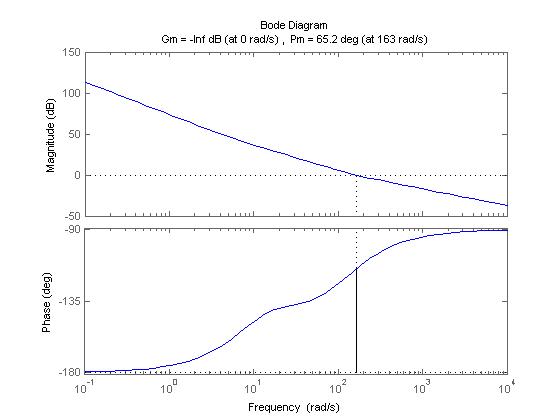 Bode Diagram
Gm = -Inf dB (at 0 rad/s) , Pm = 65.2 deg (at 163 rad/s)
150
100
50
0
-50
Magnitude (dB)
-90
-135
-180
Phase (deg)
10^-1
10^0
10^1
10^2
10^3
10^4
Frequency (rad/s)